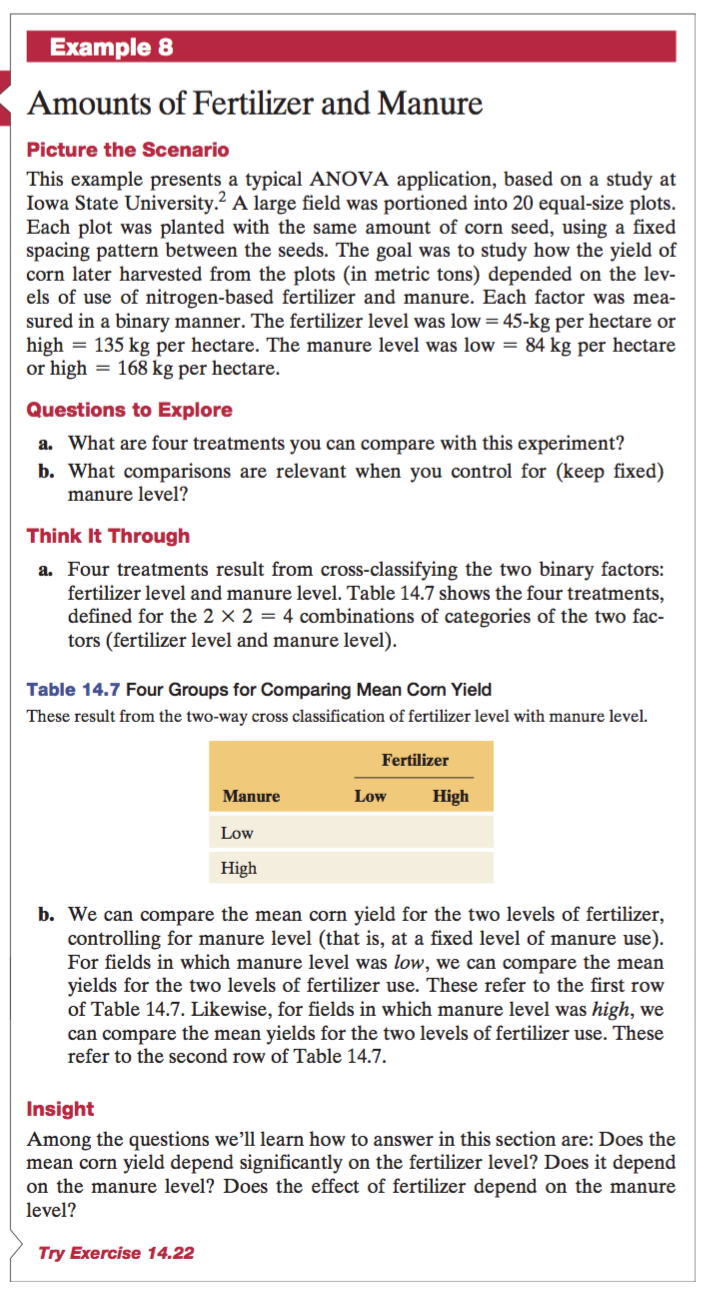 Example 8
Amounts of Fertilizer and Manure
Picture the Scenario
This example presents a typical ANOVA application, based on a study at
Iowa State University.² A large field was portioned into 20 equal-size plots.
Each plot was planted with the same amount of corn seed, using a fixed
spacing pattern between the seeds. The goal was to study how the yield of
corn later harvested from the plots (in metric tons) depended on the lev-
els of use of nitrogen-based fertilizer and manure. Each factor was mea-
sured in a binary manner. The fertilizer level was low = 45-kg per hectare or
high = 135 kg per hectare. The manure level was low = 84 kg per hectare
or high = 168 kg per hectare.
Questions to Explore
a. What are four treatments you can compare with this experiment?
b. What comparisons are relevant when you control for (keep fixed)
manure level?
Think It Through
a. Four treatments result from cross-classifying the two binary factors:
fertilizer level and manure level. Table 14.7 shows the four treatments,
defined for the 2 × 2 = 4 combinations of categories of the two fac-
tors (fertilizer level and manure level).
Table 14.7 Four Groups for Comparing Mean Corn Yield
These result from the two-way cross classification of fertilizer level with manure level.
Fertilizer
Manure Low High
Low
High
b. We can compare the mean corn yield for the two levels of fertilizer,
controlling for manure level (that is, at a fixed level of manure use).
For fields in which manure level was low, we can compare the mean
yields for the two levels of fertilizer use. These refer to the first row
of Table 14.7. Likewise, for fields in which manure level was high, we
can compare the mean yields for the two levels of fertilizer use. These
refer to the second row of Table 14.7.
Insight
Among the questions we'll learn how to answer in this section are: Does the
mean corn yield depend significantly on the fertilizer level? Does it depend
on the manure level? Does the effect of fertilizer depend on the manure
level?
Try Exercise 14.22